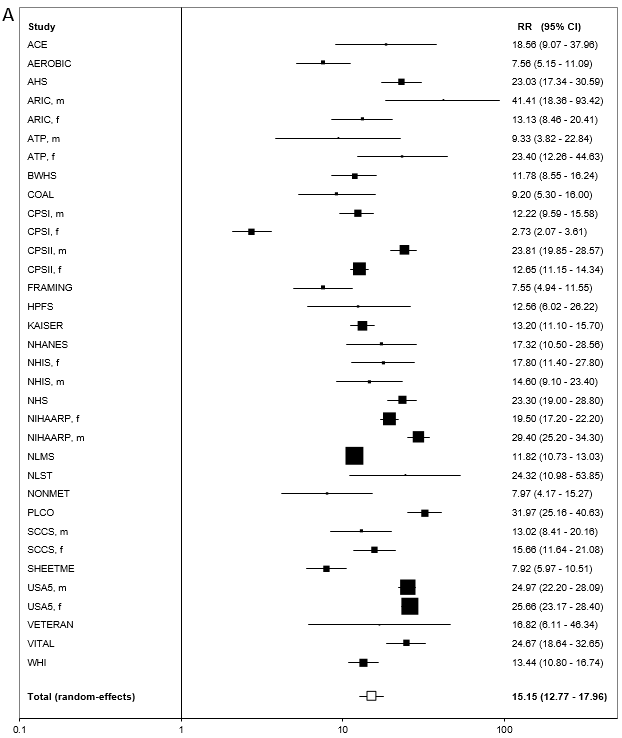 A
Study RR (95% CI)
ACE 18.56 (9.07 - 37.96)
AEROBIC 7.56 (5.15 - 11.09)
AHS 23.03 (17.34 - 30.59)
ARIC, m 41.41 (18.36 - 93.42)
ARIC, f 13.13 (8.46 - 20.41)
ATP, m 9.33 (3.82 - 22.84)
ATP, f 23.40 (12.26 - 44.63)
BWHS 11.78 (8.55 - 16.24)
COAL 9.20 (5.30 - 16.00)
CPSI, m 12.22 (9.59 - 15.58)
CPSI, f 2.73 (2.07 - 3.61)
CPSII, m 23.81 (19.85 - 28.57)
CPSII, f 12.65 (11.15 - 14.34)
FRAMING 7.55 (4.94 - 11.55)
HPFS 12.56 (6.02 - 26.22)
KAISER 13.20 (11.10 - 15.70)
NHANES 17.32 (10.50 - 28.56)
NHIS, f 17.80 (11.40 - 27.80)
NHIS, m 14.60 (9.10 - 23.40)
NHS 23.30 (19.00 - 28.80)
NIHAARP, f 19.50 (17.20 - 22.20)
NIHAARP, m 29.40 (25.20 - 34.30)
NLMS 11.82 (10.73 - 13.03)
NLST 24.32 (10.98 - 53.85)
NONMET 7.97 (4.17 - 15.27)
PLCO 31.97 (25.16 - 40.63)
SCCS, m 13.02 (8.41 - 20.16)
SCCS, f 15.66 (11.64 - 21.08)
SHEETME 7.92 (5.97 - 10.51)
USA5, m 24.97 (22.20 - 28.09)
USA5, f 25.66 (23.17 - 28.40)
VETERAN 16.82 (6.11 - 46.34)
VITAL 24.67 (18.64 - 32.65)
WHI 13.44 (10.80 - 16.74)
Total (random-effects) 15.15 (12.77 - 17.96)
0.1 1 10 100